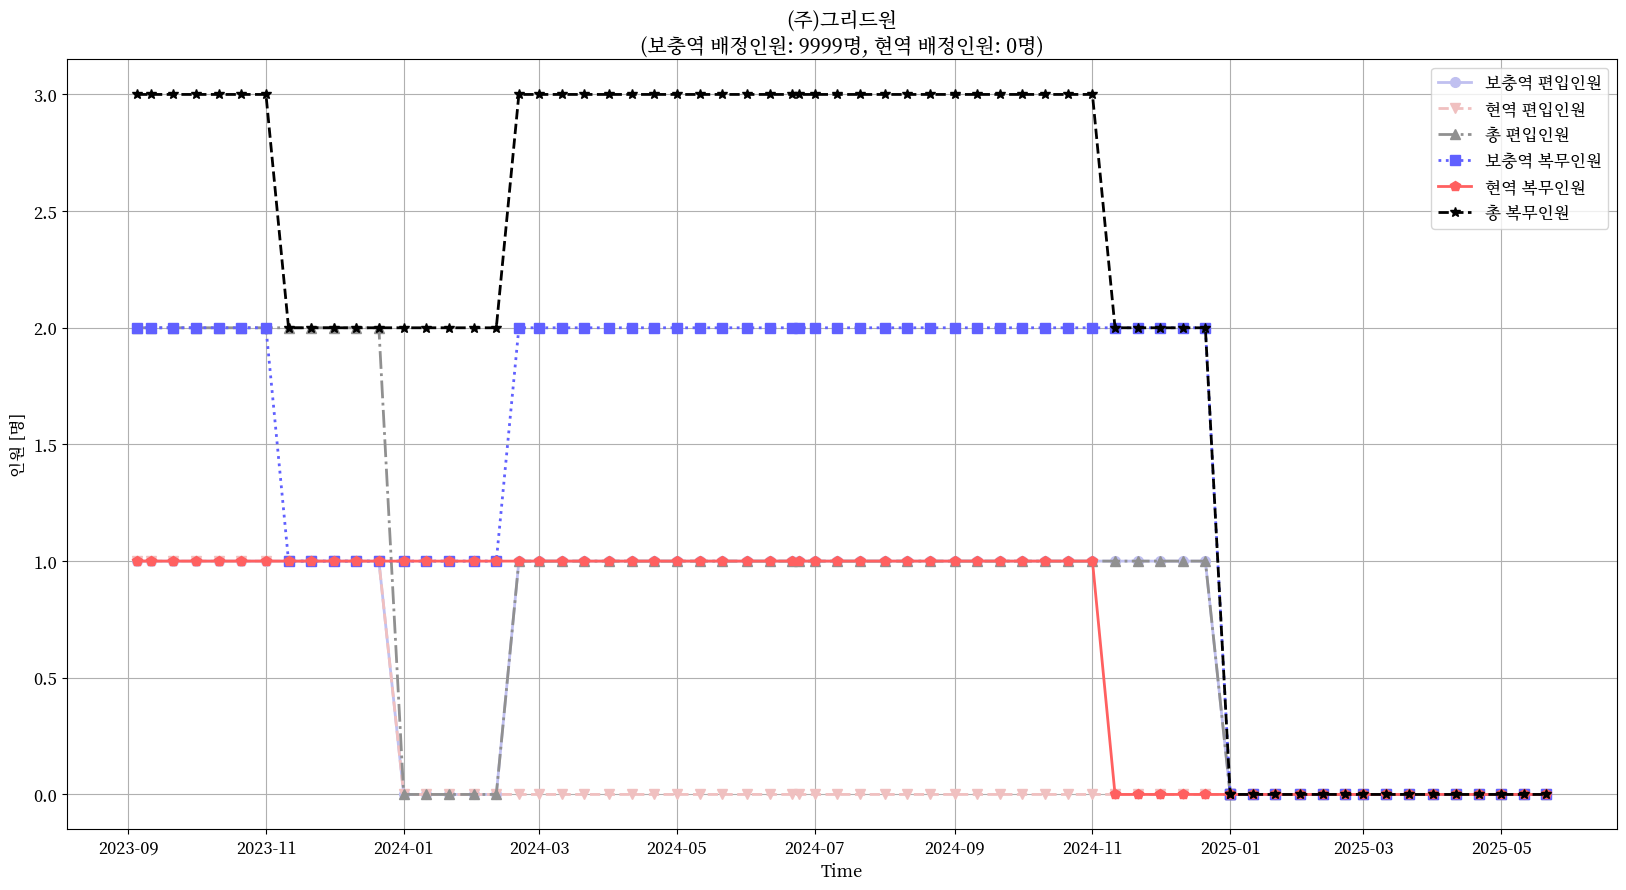 (주)그리드원
(보충역 배정인원: 9999명, 현역 배정인원: 0명)
보충역 편입인원
현역 편입인원
총 편입인원
보충역 복무인원
현역 복무인원
총 복무인원
인원 [명]
3.0
2.5
2.0
1.5
1.0
0.5
0.0
2023-09 2023-11 2024-01 2024-03 2024-05 2024-07 2024-09 2024-11 2025-01 2025-03 2025-05
Time